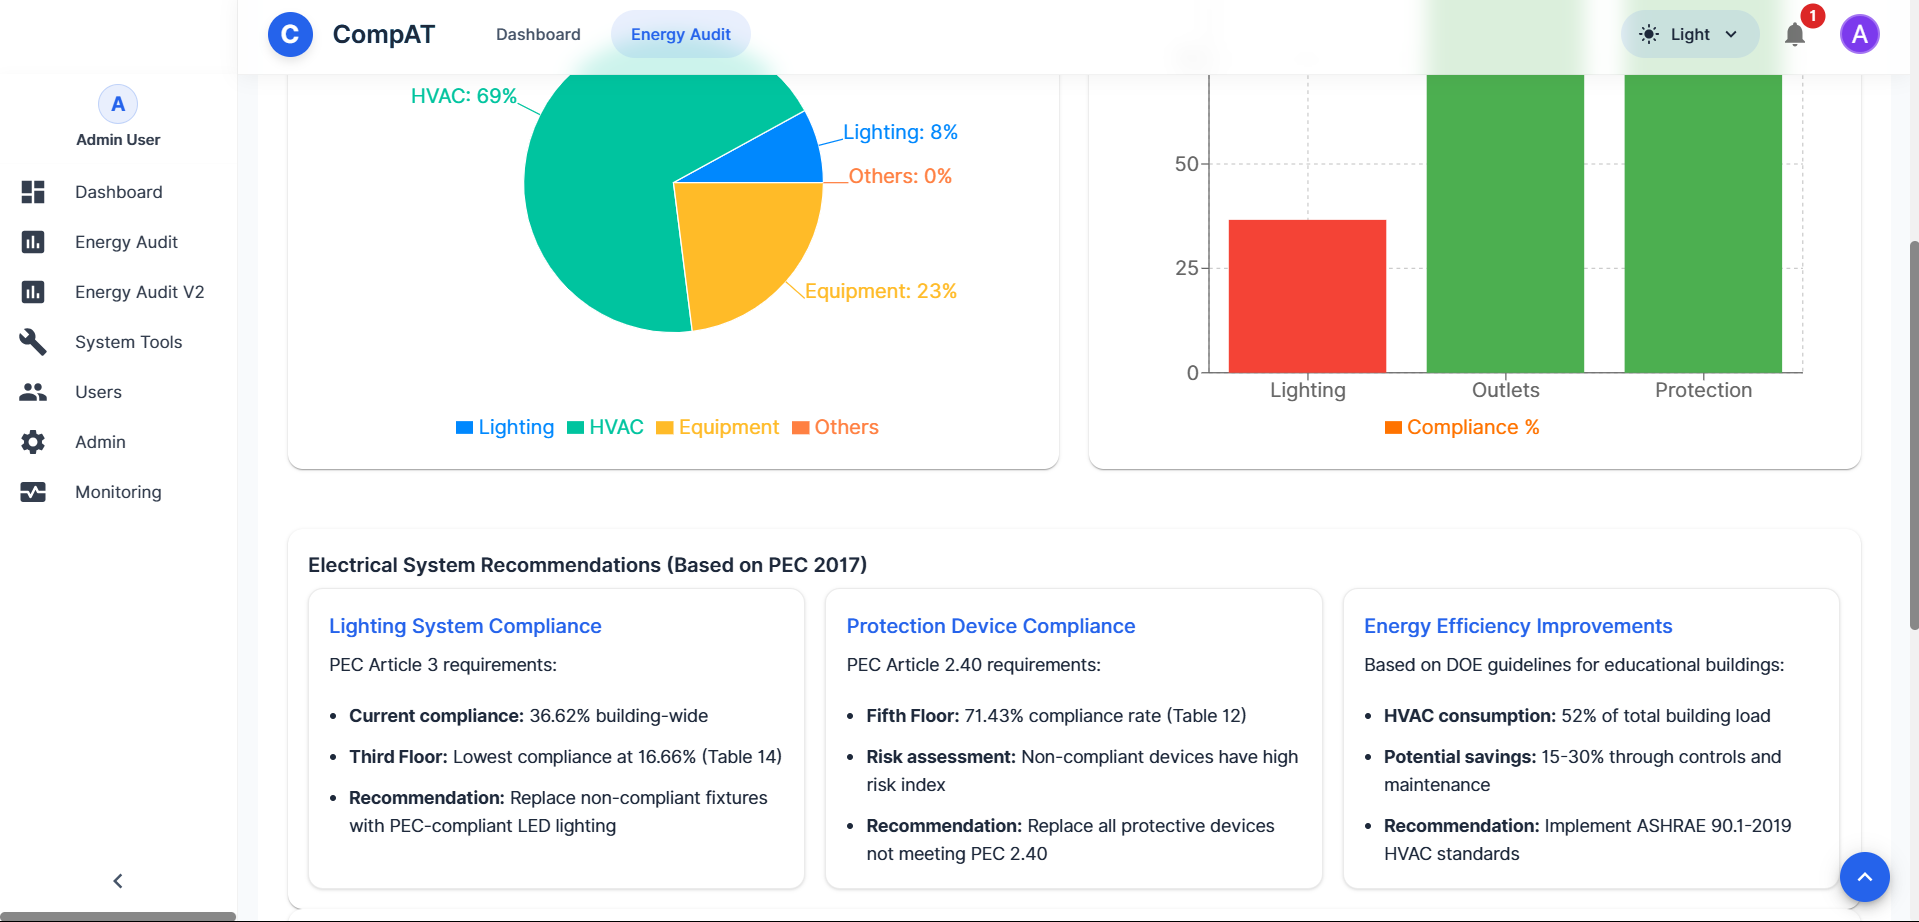 C
CompAT
Dashboard
Energy Audit
Light
1
A
A
Admin User
Dashboard
Energy Audit
Energy Audit V2
System Tools
Users
Admin
Monitoring
HVAC: 69%
Lighting: 8%
Others: 0%
Equipment: 23%
Lighting
HVAC
Equipment
Others
50
25
0
Lighting
Outlets
Protection
Compliance %
Electrical System Recommendations (Based on PEC 2017)
Lighting System Compliance
PEC Article 3 requirements:
• Current compliance: 36.62% building-wide
• Third Floor: Lowest compliance at 16.66% (Table 14)
• Recommendation: Replace non-compliant fixtures
with PEC-compliant LED lighting
Protection Device Compliance
PEC Article 2.40 requirements:
• Fifth Floor: 71.43% compliance rate (Table 12)
• Risk assessment: Non-compliant devices have high
risk index
• Recommendation: Replace all protective devices
not meeting PEC 2.40
Energy Efficiency Improvements
Based on DOE guidelines for educational buildings:
• HVAC consumption: 52% of total building load
• Potential savings: 15-30% through controls and
maintenance
• Recommendation: Implement ASHRAE 90.1-2019
HVAC standards